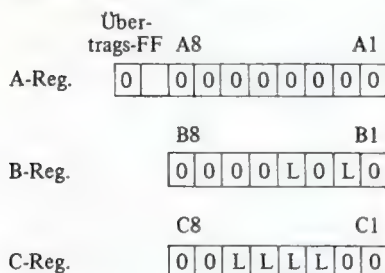 Über-
trags-FF A8 A1
A-Reg. 0 0 0 0 0 0 0 0 0
B8 B1
B-Reg. 0 0 0 0 L 0 L 0
C8 C1
C-Reg. 0 0 L L L L 0 0